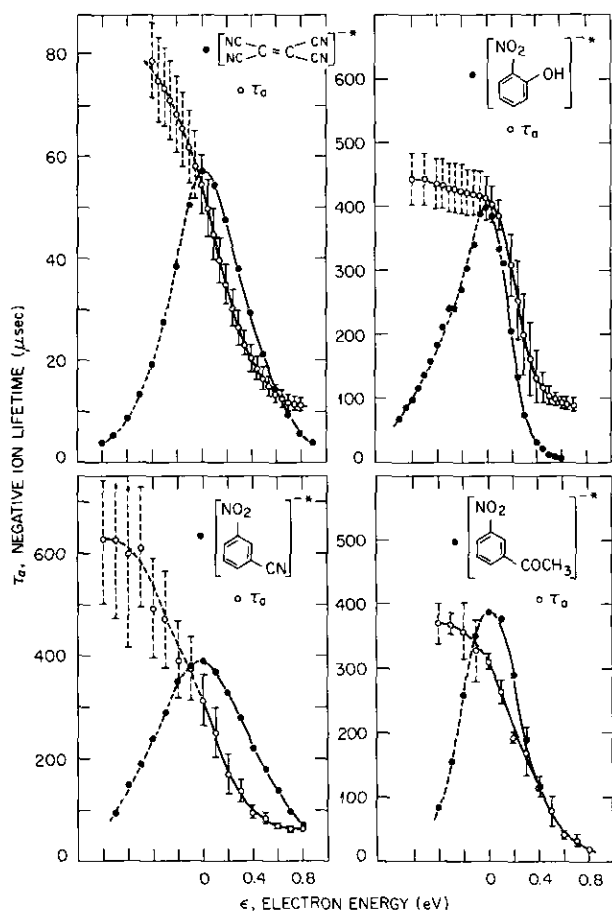 NC CN
C = C
NC CN
−*
τa
80
60
40
20
0
NO2
OH
−*
τa
600
500
400
300
200
100
0
τa, NEGATIVE ION LIFETIME (μsec)
NO2
CN
−*
τa
600
400
200
0
NO2
COCH3
−*
τa
500
400
300
200
100
0
0 0.4 0.8
0 0.4 0.8
ϵ, ELECTRON ENERGY (eV)